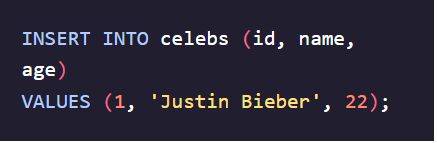 INSERT INTO celebs (id, name,
age)
VALUES (1, 'Justin Bieber', 22);